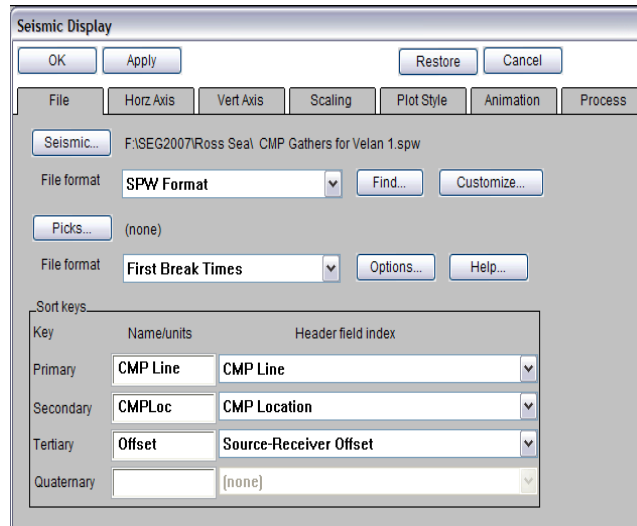 Seismic Display
OK Apply Restore Cancel
File Horz Axis Vert Axis Scaling Plot Style Animation Process
Seismic... F:\SEG2007\Ross Sea\ CMP Gathers for Velan 1.spw
File format SPW Format Find... Customize...
Picks... (none)
File format First Break Times Options... Help...
Sort keys
Key Name/units Header field index
Primary CMP Line CMP Line
Secondary CMPLoc CMP Location
Tertiary Offset Source-Receiver Offset
Quaternary (none)